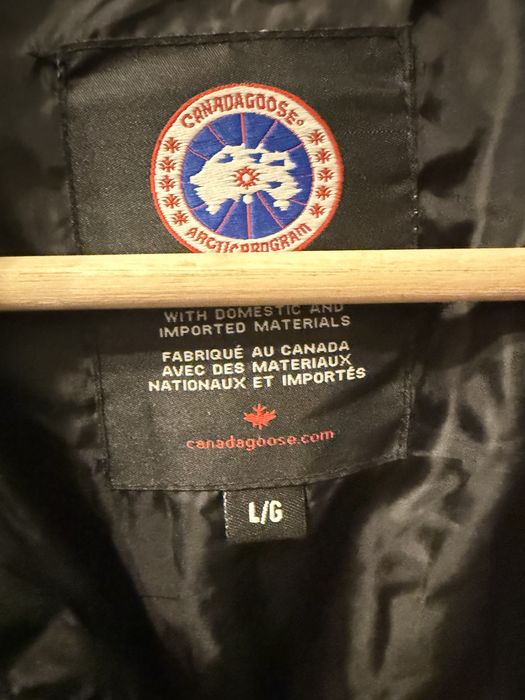 CANADA GOOSE
ARCTIC PROGRAM
WITH DOMESTIC AND
IMPORTED MATERIALS
FABRIQUÉ AU CANADA
AVEC DES MATERIAUX
NATIONAUX ET IMPORTÉS
canadagoose.com
L/G